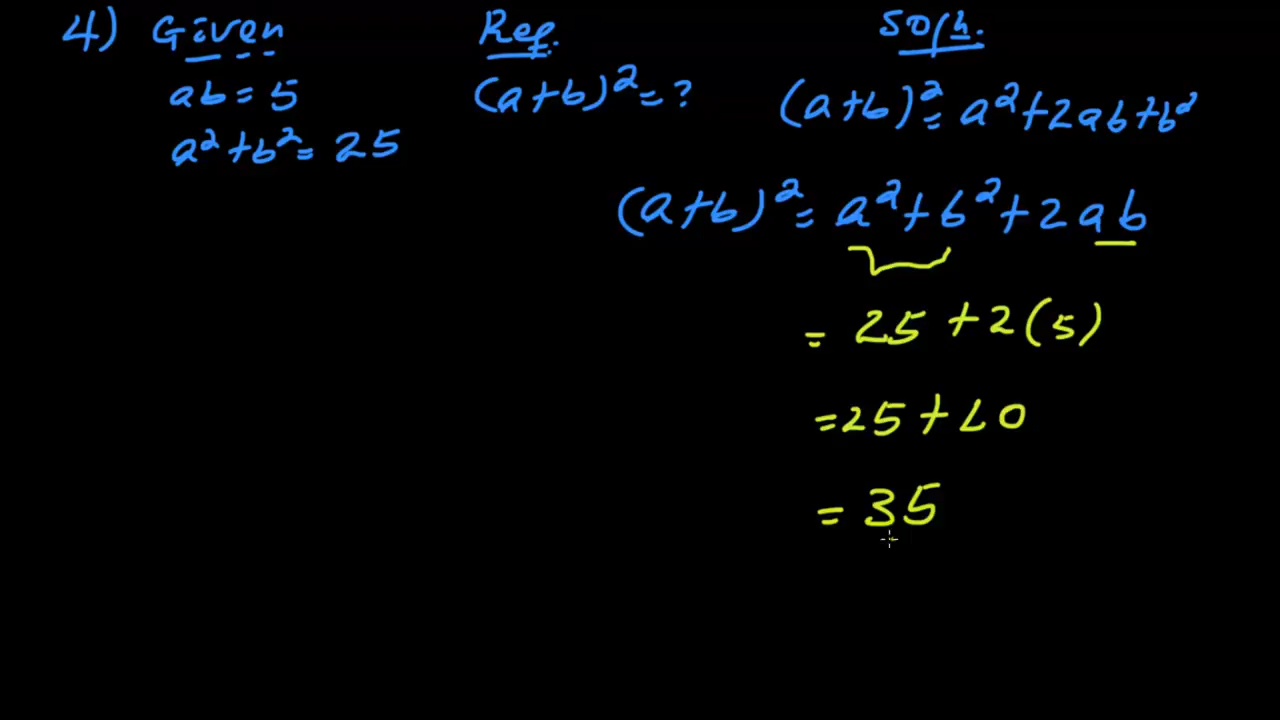 4) Given Req. Soln.
ab = 5 (a+b)² = ? (a+b)² = a²+2ab+b²
a²+b² = 25
(a+b)² = a²+b²+2ab
= 25 + 2(5)
= 25 + 10
= 35